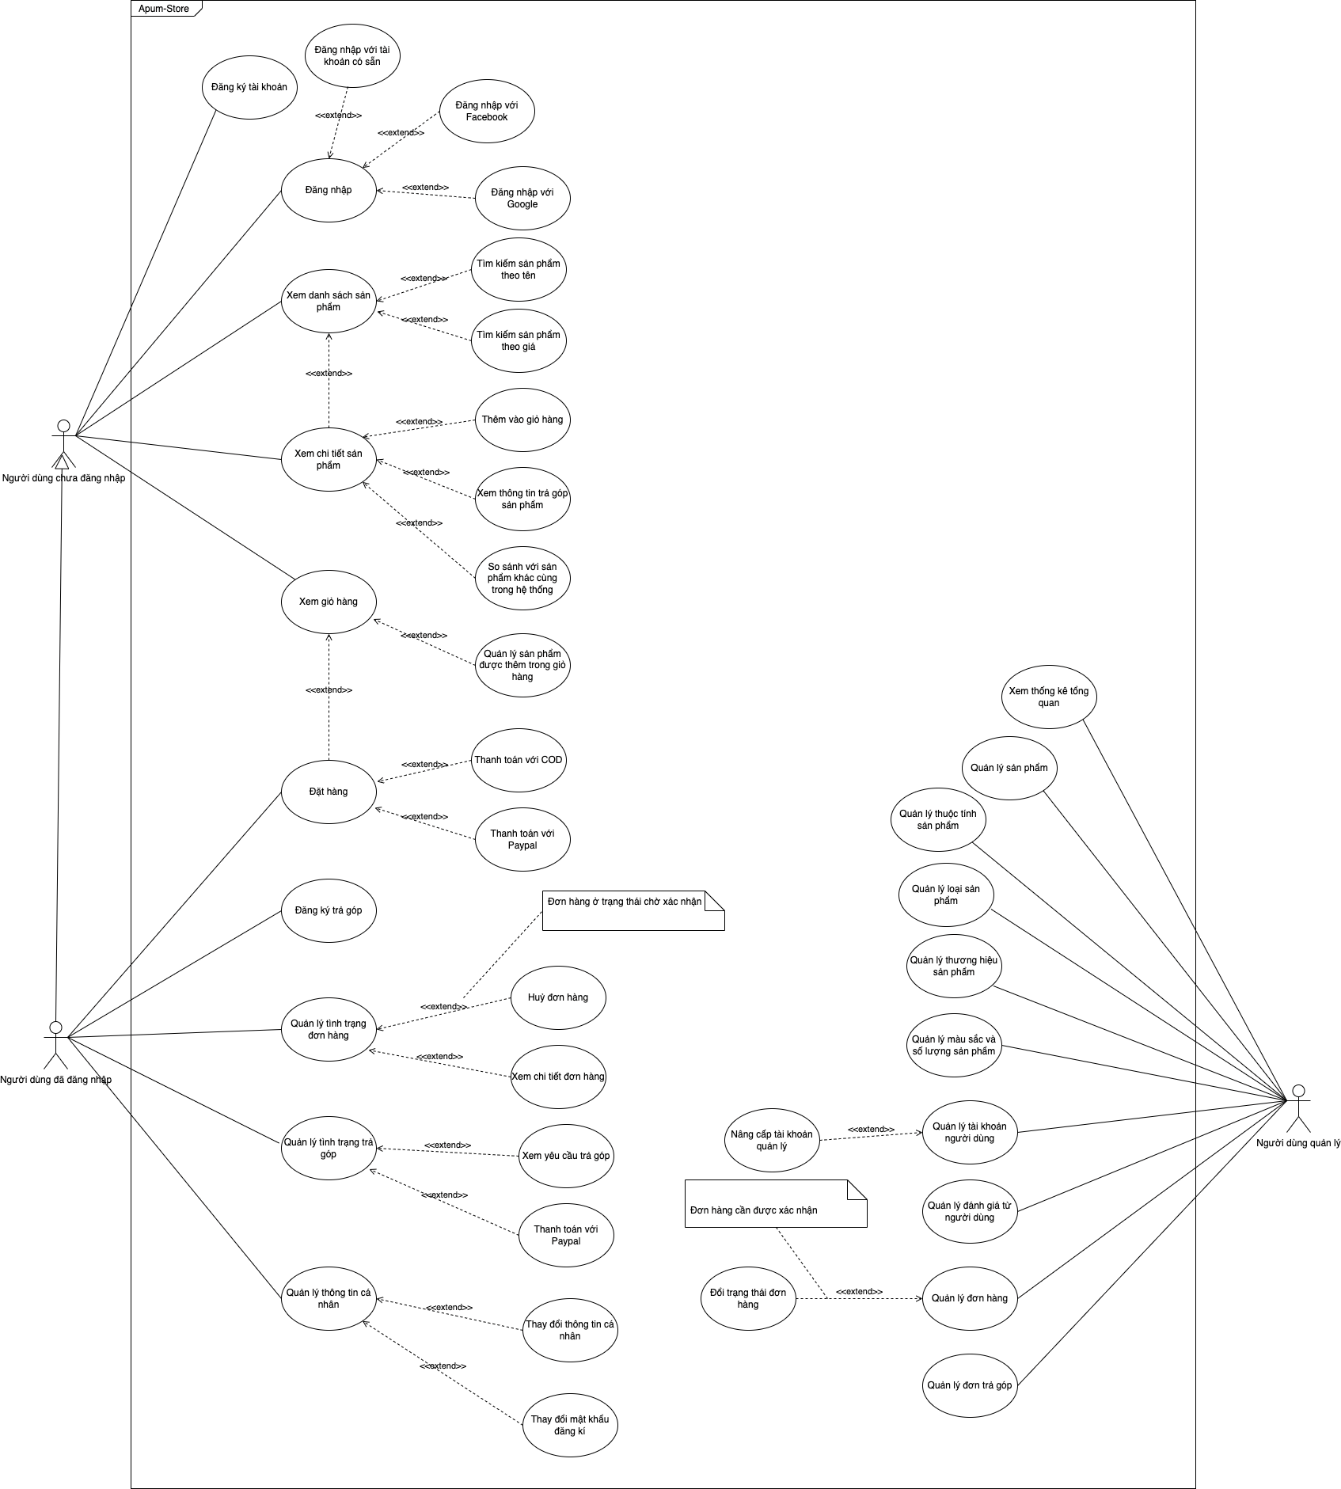 Apum-Store
Đăng nhập với tài
khoản có sẵn
Đăng ký tài khoản
<<extend>>
Đăng nhập với
Facebook
<<extend>>
Đăng nhập
<<extend>>
Đăng nhập với
Google
Xem danh sách sản
phẩm
<<extend>>
Tìm kiếm sản phẩm
theo tên
<<extend>>
Tìm kiếm sản phẩm
theo giá
<<extend>>
Xem chi tiết sản
phẩm
<<extend>>
Thêm vào giỏ hàng
<<extend>>
Xem thông tin trả góp
sản phẩm
<<extend>>
So sánh với sản
phẩm khác cùng
trong hệ thống
Người dùng chưa đăng nhập
Xem giỏ hàng
<<extend>>
Quản lý sản phẩm
được thêm trong giỏ
hàng
<<extend>>
Đặt hàng
<<extend>>
Thanh toán với COD
<<extend>>
Thanh toán với
Paypal
Đăng ký trả góp
Đơn hàng ở trạng thái chờ xác nhận
Quản lý tình trạng
đơn hàng
<<extend>>
Huỷ đơn hàng
<<extend>>
Xem chi tiết đơn hàng
Người dùng đã đăng nhập
Quản lý tình trạng trả
góp
<<extend>>
Xem yêu cầu trả góp
<<extend>>
Thanh toán với
Paypal
Quản lý thông tin cá
nhân
<<extend>>
Thay đổi thông tin cá
nhân
<<extend>>
Thay đổi mật khẩu
đăng kí
Xem thống kê tổng
quan
Quản lý sản phẩm
Quản lý thuộc tính
sản phẩm
Quản lý loại sản
phẩm
Quản lý thương hiệu
sản phẩm
Quản lý màu sắc và
số lượng sản phẩm
Nâng cấp tài khoản
quản lý
<<extend>>
Quản lý tài khoản
người dùng
Người dùng quản lý
Đơn hàng cần được xác nhận
Quản lý đánh giá từ
người dùng
Đổi trạng thái đơn
hàng
<<extend>>
Quản lý đơn hàng
Quản lý đơn trả góp